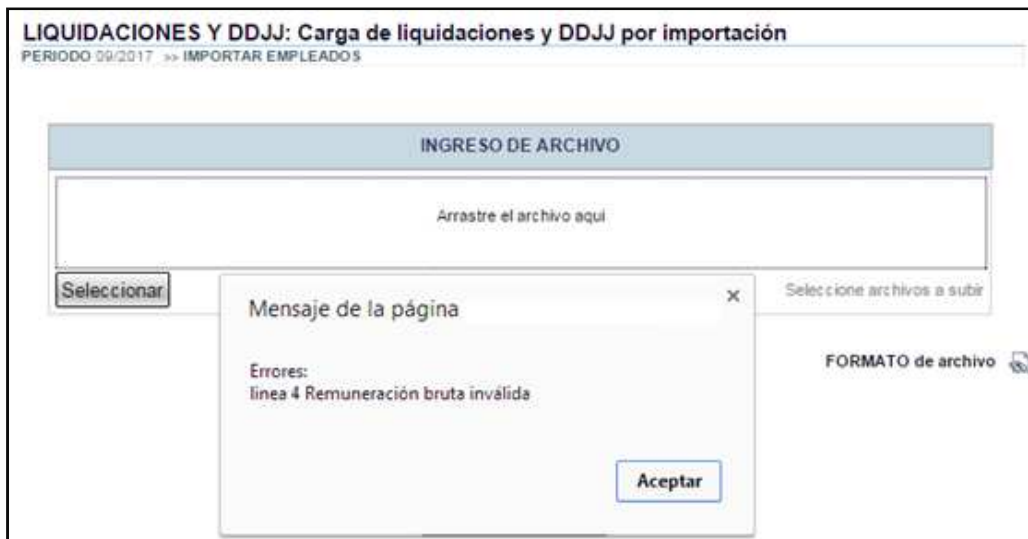 LIQUIDACIONES Y DDJJ: Carga de liquidaciones y DDJJ por importación
PERIODO 09/2017 >> IMPORTAR EMPLEADOS
INGRESO DE ARCHIVO
Arrastre el archivo aqui
Seleccionar
Seleccione archivos a subir
Mensaje de la página
×
Errores:
linea 4 Remuneración bruta inválida
Aceptar
FORMATO de archivo